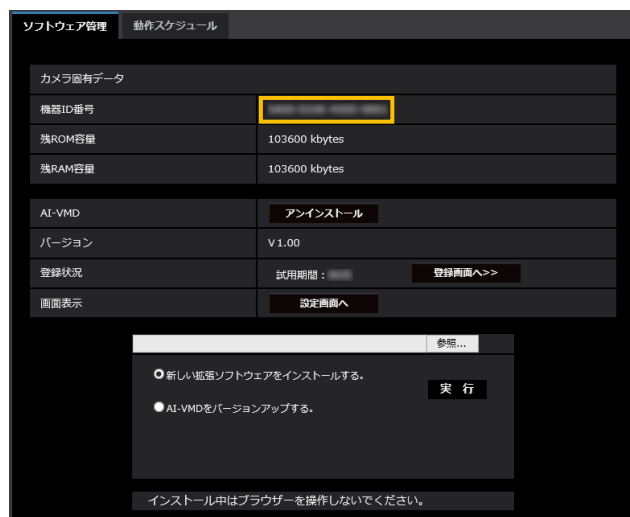 ソフトウェア管理 動作スケジュール
カメラ固有データ
機器ID番号
残ROM容量 103600 kbytes
残RAM容量 103600 kbytes
AI-VMD アンインストール
バージョン V1.00
登録状況 試用期間： 登録画面へ>>
画面表示 設定画面へ
参照...
新しい拡張ソフトウェアをインストールする。
実 行
AI-VMDをバージョンアップする。
インストール中はブラウザーを操作しないでください。